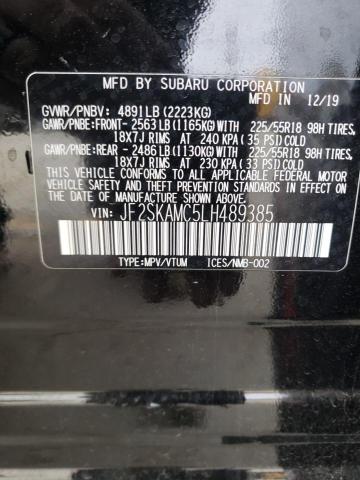 MFD BY SUBARU CORPORATION
MFD IN 12/19
GVWR/PNBV: 4891LB (2223KG)
GAWR/PNBE:FRONT- 2563LB(1165KG)WITH 225/55R18 98H TIRES,
18X7J RIMS AT 240 KPA(35 PSI)COLD
GAWR/PNBE:REAR - 2486LB(1130KG)WITH 225/55R18 98H TIRES,
18X7J RIMS AT 230 KPA(33 PSI)COLD
THIS VEHICLE CONFORMS TO ALL APPLICABLE FEDERAL MOTOR
VEHICLE SAFETY AND THEFT PREVENTION STANDARDS IN EFFECT ON
THE DATE OF MANUFACTURE SHOWN ABOVE.
VIN: JF2SKAMC5LH489385
TYPE:MPV/VTUM ICES/NMB-002